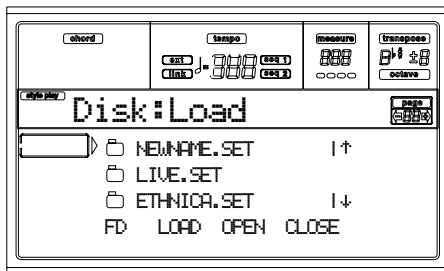 chord tempo measure transpose
ext link seq 1 seq 2 octave
style play Disk:Load page
NEWNAME.SET
LIVE.SET
ETHNICA.SET
FD LOAD OPEN CLOSE